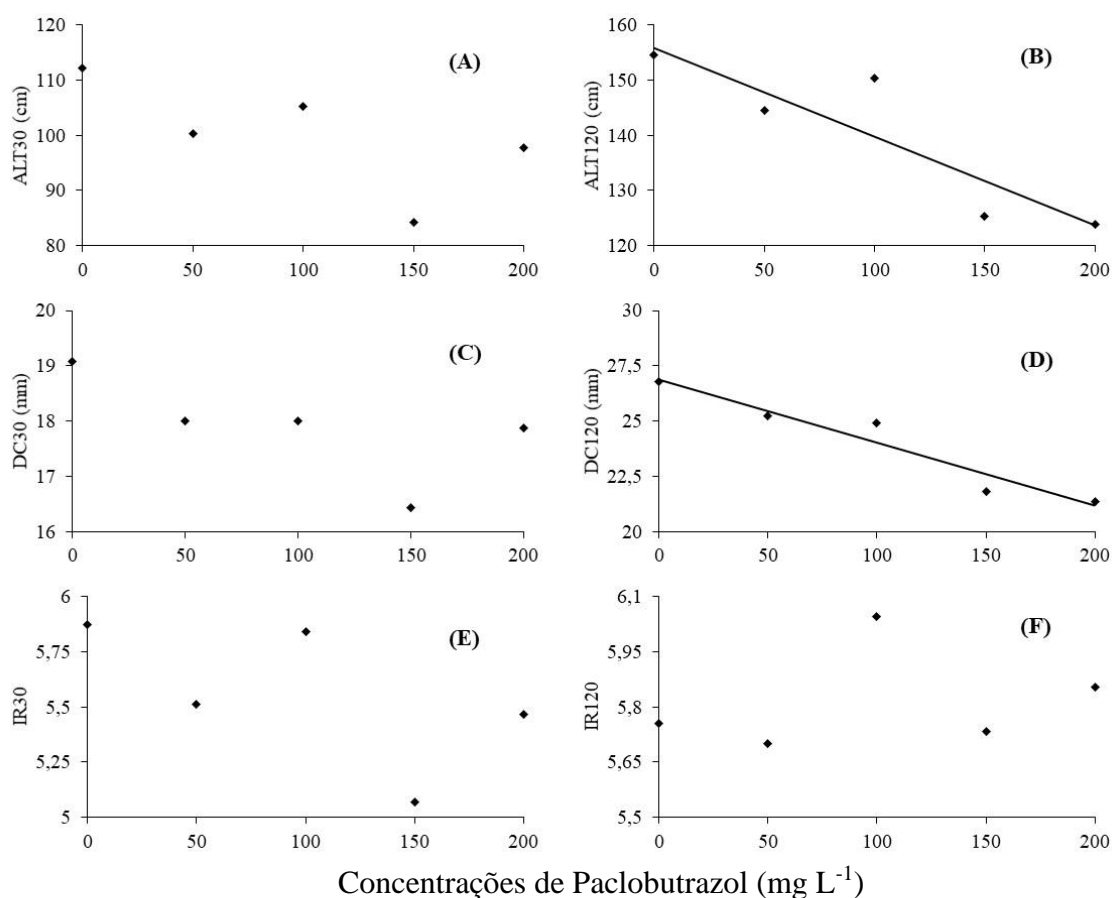 120
110
100
90
80
ALT30 (cm)
(A)
0 50 100 150 200
160
150
140
130
120
ALT120 (cm)
(B)
0 50 100 150 200
20
19
18
17
16
DC30 (mm)
(C)
0 50 100 150 200
30
27,5
25
22,5
20
DC120 (mm)
(D)
0 50 100 150 200
6
5,75
5,5
5,25
5
IR30
(E)
0 50 100 150 200
6,1
5,95
5,8
5,65
5,5
IR120
(F)
0 50 100 150 200
Concentrações de Paclobutrazol (mg L⁻¹)